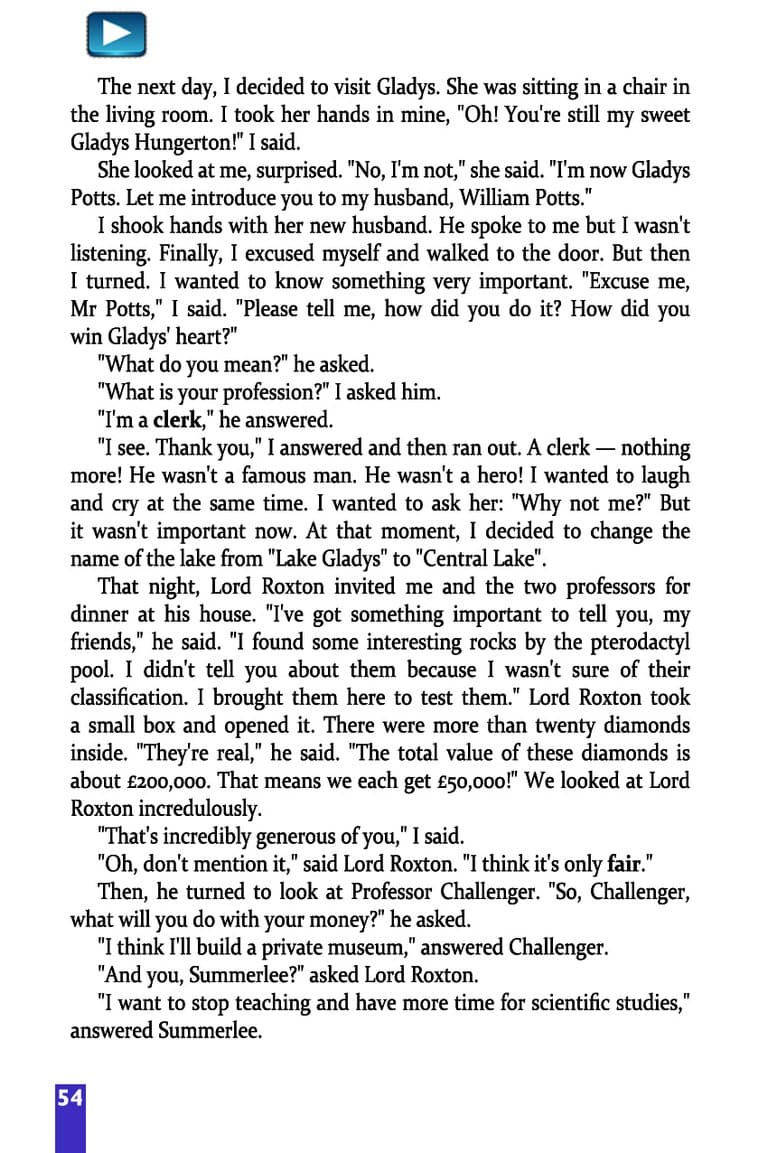 The next day, I decided to visit Gladys. She was sitting in a chair in
the living room. I took her hands in mine, "Oh! You're still my sweet
Gladys Hungerton!" I said.
She looked at me, surprised. "No, I'm not," she said. "I'm now Gladys
Potts. Let me introduce you to my husband, William Potts."
I shook hands with her new husband. He spoke to me but I wasn't
listening. Finally, I excused myself and walked to the door. But then
I turned. I wanted to know something very important. "Excuse me,
Mr Potts," I said. "Please tell me, how did you do it? How did you
win Gladys' heart?"
"What do you mean?" he asked.
"What is your profession?" I asked him.
"I'm a clerk," he answered.
"I see. Thank you," I answered and then ran out. A clerk — nothing
more! He wasn't a famous man. He wasn't a hero! I wanted to laugh
and cry at the same time. I wanted to ask her: "Why not me?" But
it wasn't important now. At that moment, I decided to change the
name of the lake from "Lake Gladys" to "Central Lake".
That night, Lord Roxton invited me and the two professors for
dinner at his house. "I've got something important to tell you, my
friends," he said. "I found some interesting rocks by the pterodactyl
pool. I didn't tell you about them because I wasn't sure of their
classification. I brought them here to test them." Lord Roxton took
a small box and opened it. There were more than twenty diamonds
inside. "They're real," he said. "The total value of these diamonds is
about £200,000. That means we each get £50,000!" We looked at Lord
Roxton incredulously.
"That's incredibly generous of you," I said.
"Oh, don't mention it," said Lord Roxton. "I think it's only fair."
Then, he turned to look at Professor Challenger. "So, Challenger,
what will you do with your money?" he asked.
"I think I'll build a private museum," answered Challenger.
"And you, Summerlee?" asked Lord Roxton.
"I want to stop teaching and have more time for scientific studies,"
answered Summerlee.
54